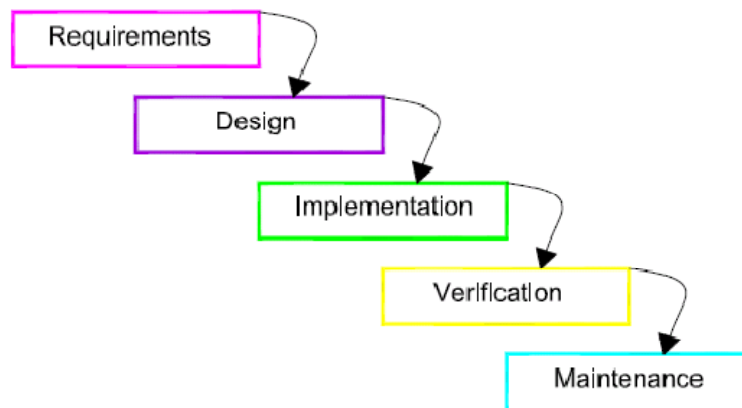 Requirements
Design
Implementation
Verification
Maintenance